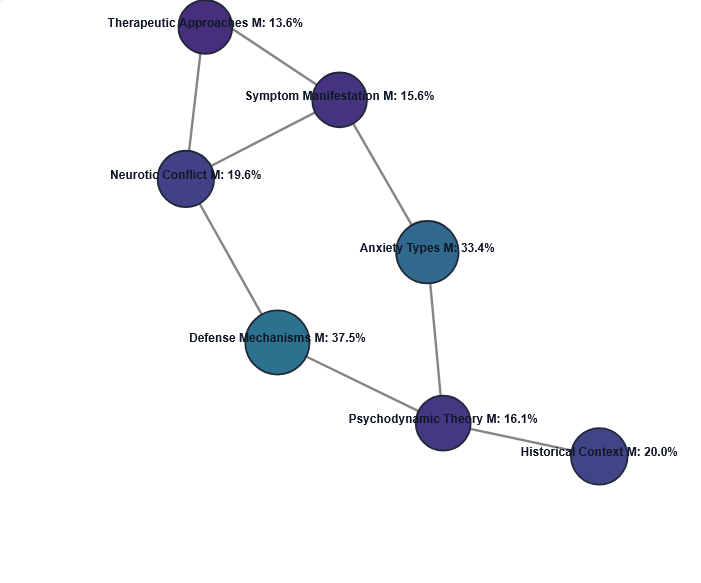 Therapeutic Approaches M: 13.6%
Symptom Manifestation M: 15.6%
Neurotic Conflict M: 19.6%
Anxiety Types M: 33.4%
Defense Mechanisms M: 37.5%
Psychodynamic Theory M: 16.1%
Historical Context M: 20.0%